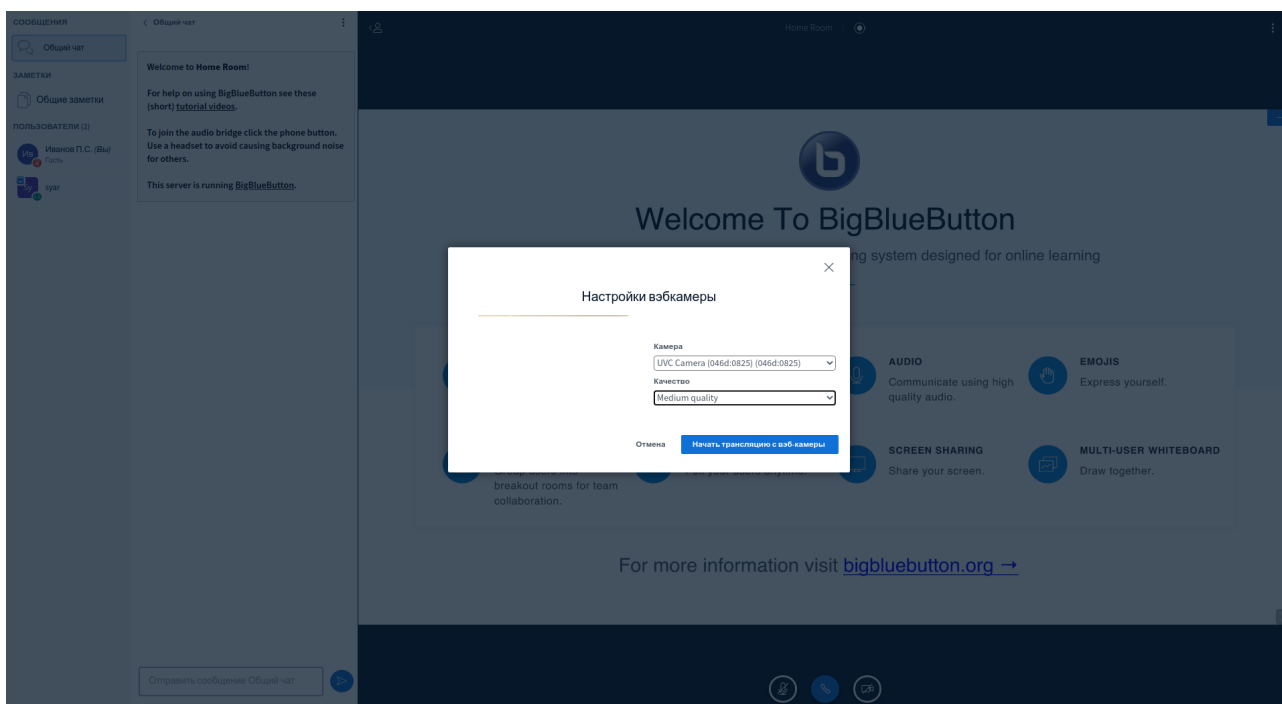 СООБЩЕНИЯ
Общий чат
ЗАМЕТКИ
Общие заметки
ПОЛЬЗОВАТЕЛИ (2)
Ив
Иванов П.С. (Вы)
Гость
sy
syar
Общий чат
Welcome to Home Room!
For help on using BigBlueButton see these
(short) tutorial videos.
To join the audio bridge click the phone button.
Use a headset to avoid causing background noise
for others.
This server is running BigBlueButton.
Отправить сообщение Общий чат
Home Room
Welcome To BigBlueButton
ng system designed for online learning
Настройки вэбкамеры
Камера
UVC Camera (046d:0825) (046d:0825)
Качество
Medium quality
Отмена
Начать трансляцию с вэб-камеры
AUDIO
Communicate using high
quality audio.
EMOJIS
Express yourself.
breakout rooms for team
collaboration.
SCREEN SHARING
Share your screen.
MULTI-USER WHITEBOARD
Draw together.
For more information visit bigbluebutton.org →